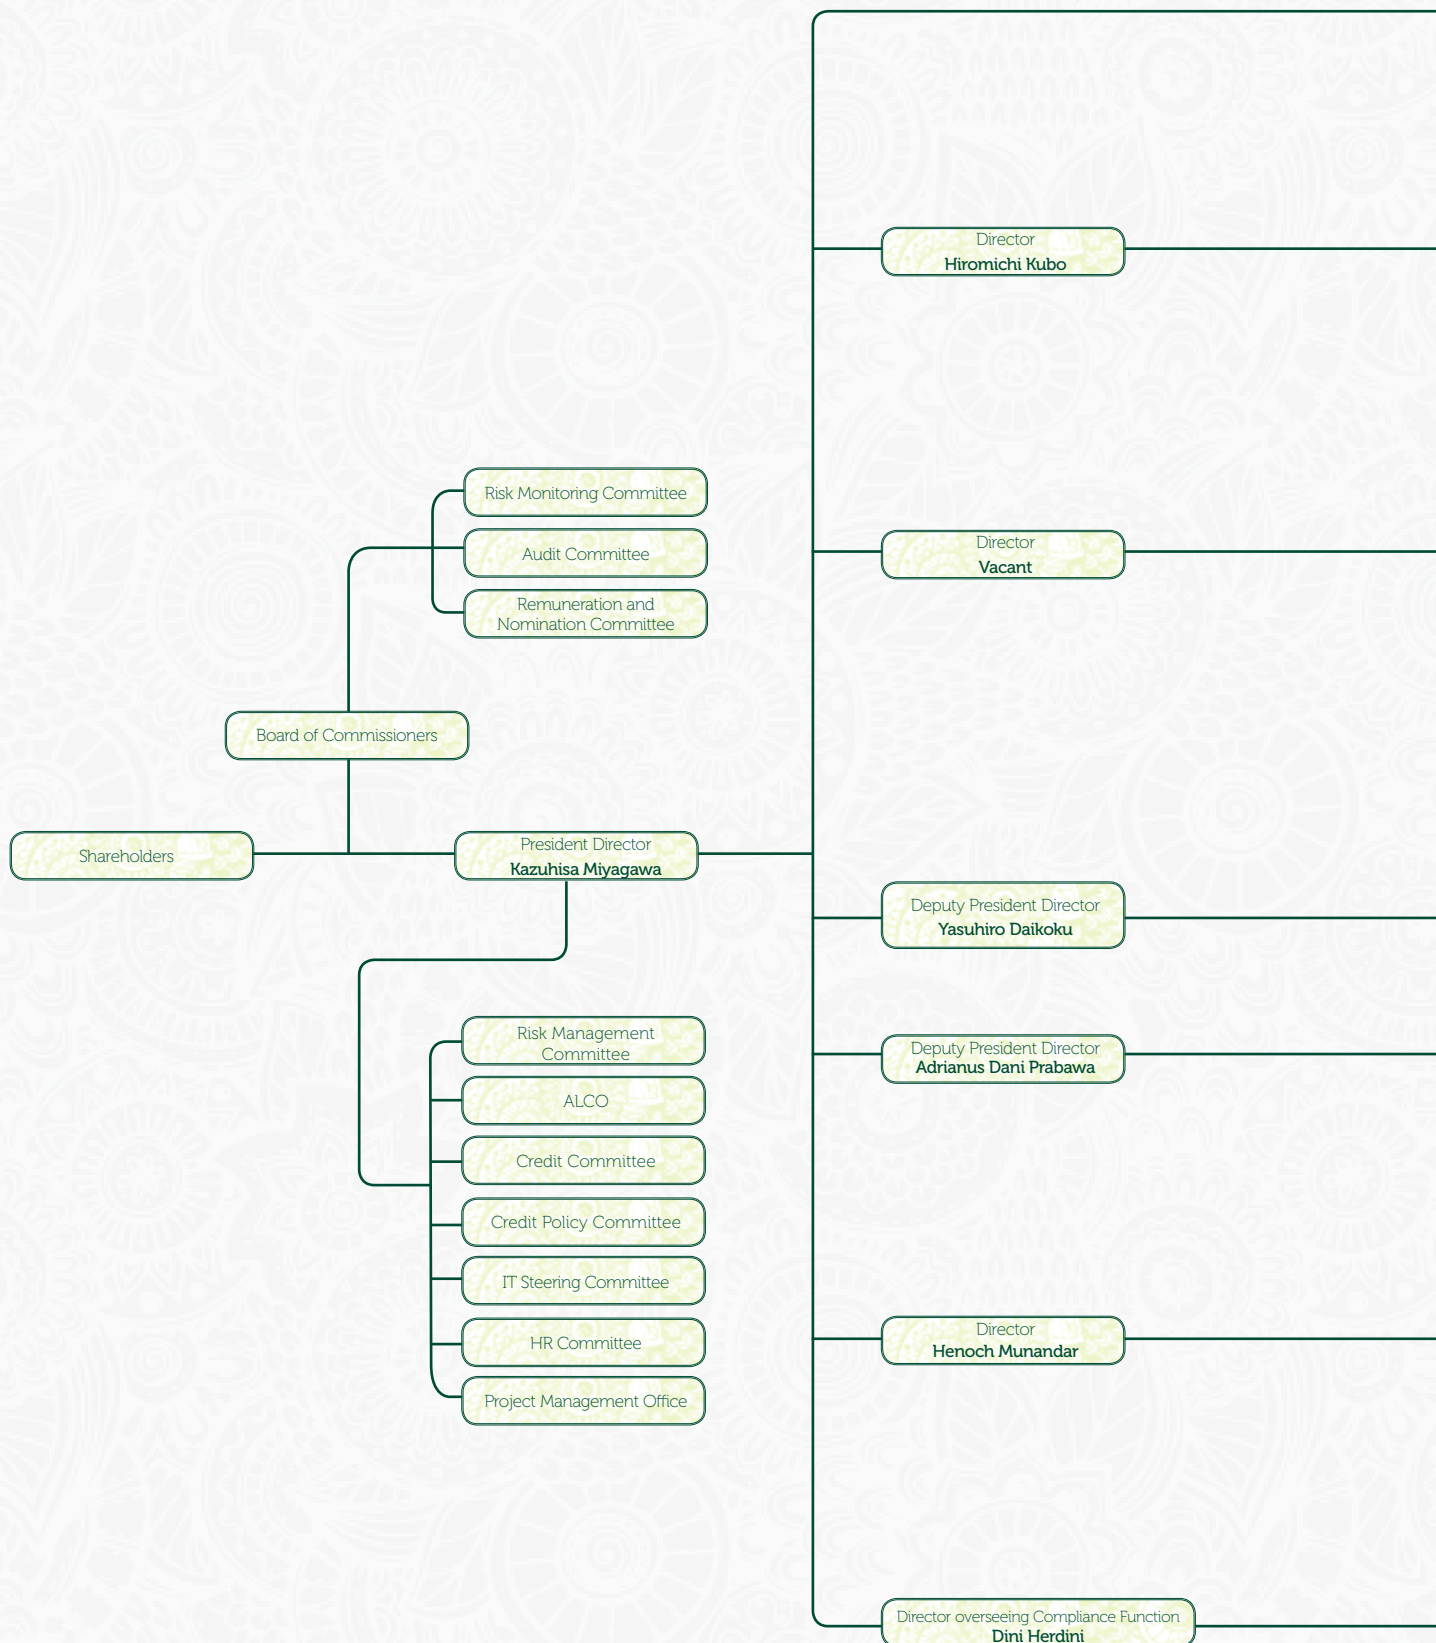 Shareholders
Board of Commissioners
Risk Monitoring Committee
Audit Committee
Remuneration and
Nomination Committee
President Director
Kazuhisa Miyagawa
Risk Management
Committee
ALCO
Credit Committee
Credit Policy Committee
IT Steering Committee
HR Committee
Project Management Office
Director
Hiromichi Kubo
Director
Vacant
Deputy President Director
Yasuhiro Daikoku
Deputy President Director
Adrianus Dani Prabawa
Director
Henoch Munandar
Director overseeing Compliance Function
Dini Herdini